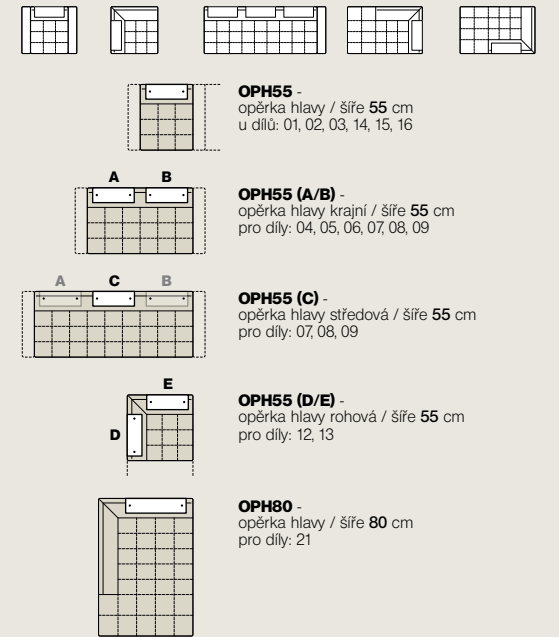 OPH55 -
opěrka hlavy / šíře 55 cm
u dílů: 01, 02, 03, 14, 15, 16
A B
OPH55 (A/B) -
opěrka hlavy krajní / šíře 55 cm
pro díly: 04, 05, 06, 07, 08, 09
A C B
OPH55 (C) -
opěrka hlavy středová / šíře 55 cm
pro díly: 07, 08, 09
E
D
OPH55 (D/E) -
opěrka hlavy rohová / šíře 55 cm
pro díly: 12, 13
OPH80 -
opěrka hlavy / šíře 80 cm
pro díly: 21